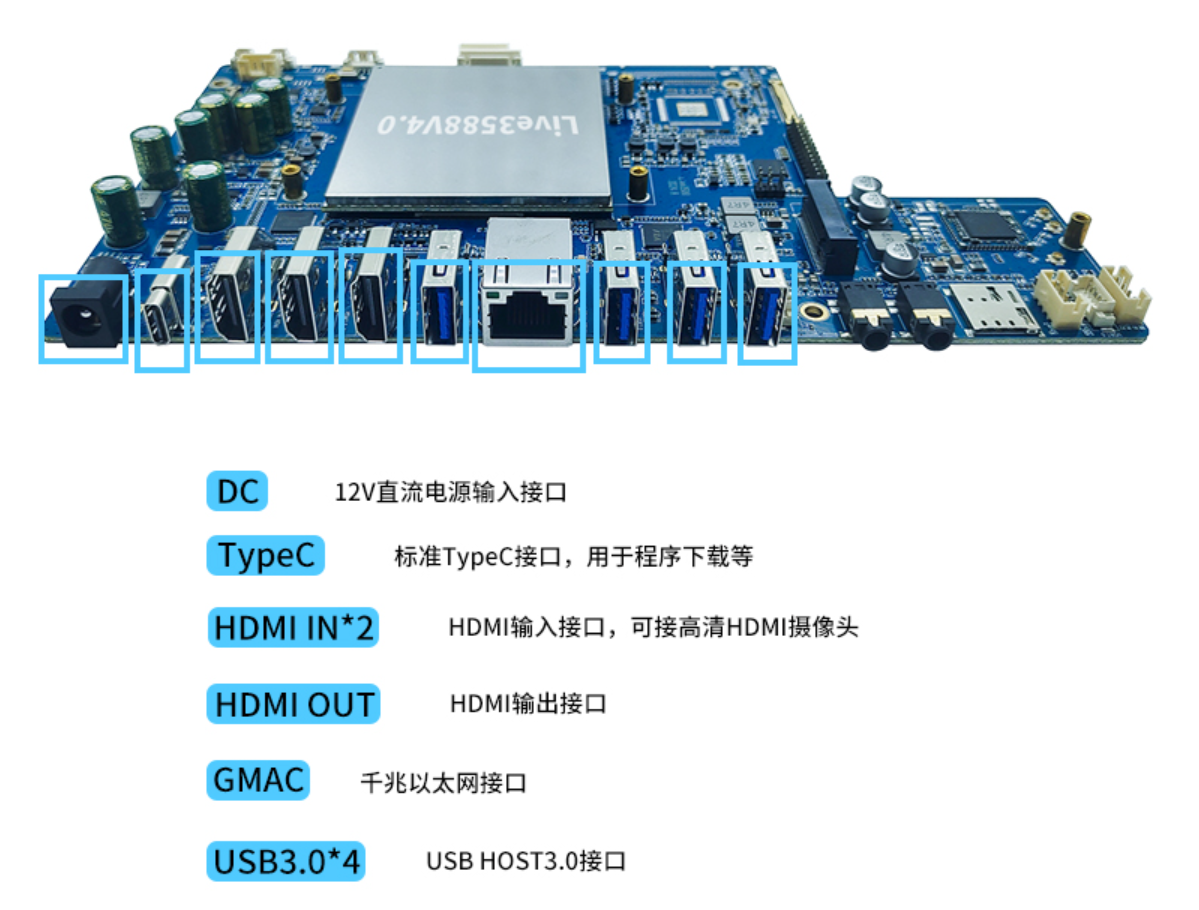 Live3588V4.0
4R7
4R7
DC 12V直流电源输入接口
TypeC 标准TypeC接口，用于程序下载等
HDMI IN*2 HDMI输入接口，可接高清HDMI摄像头
HDMI OUT HDMI输出接口
GMAC 千兆以太网接口
USB3.0*4 USB HOST3.0接口